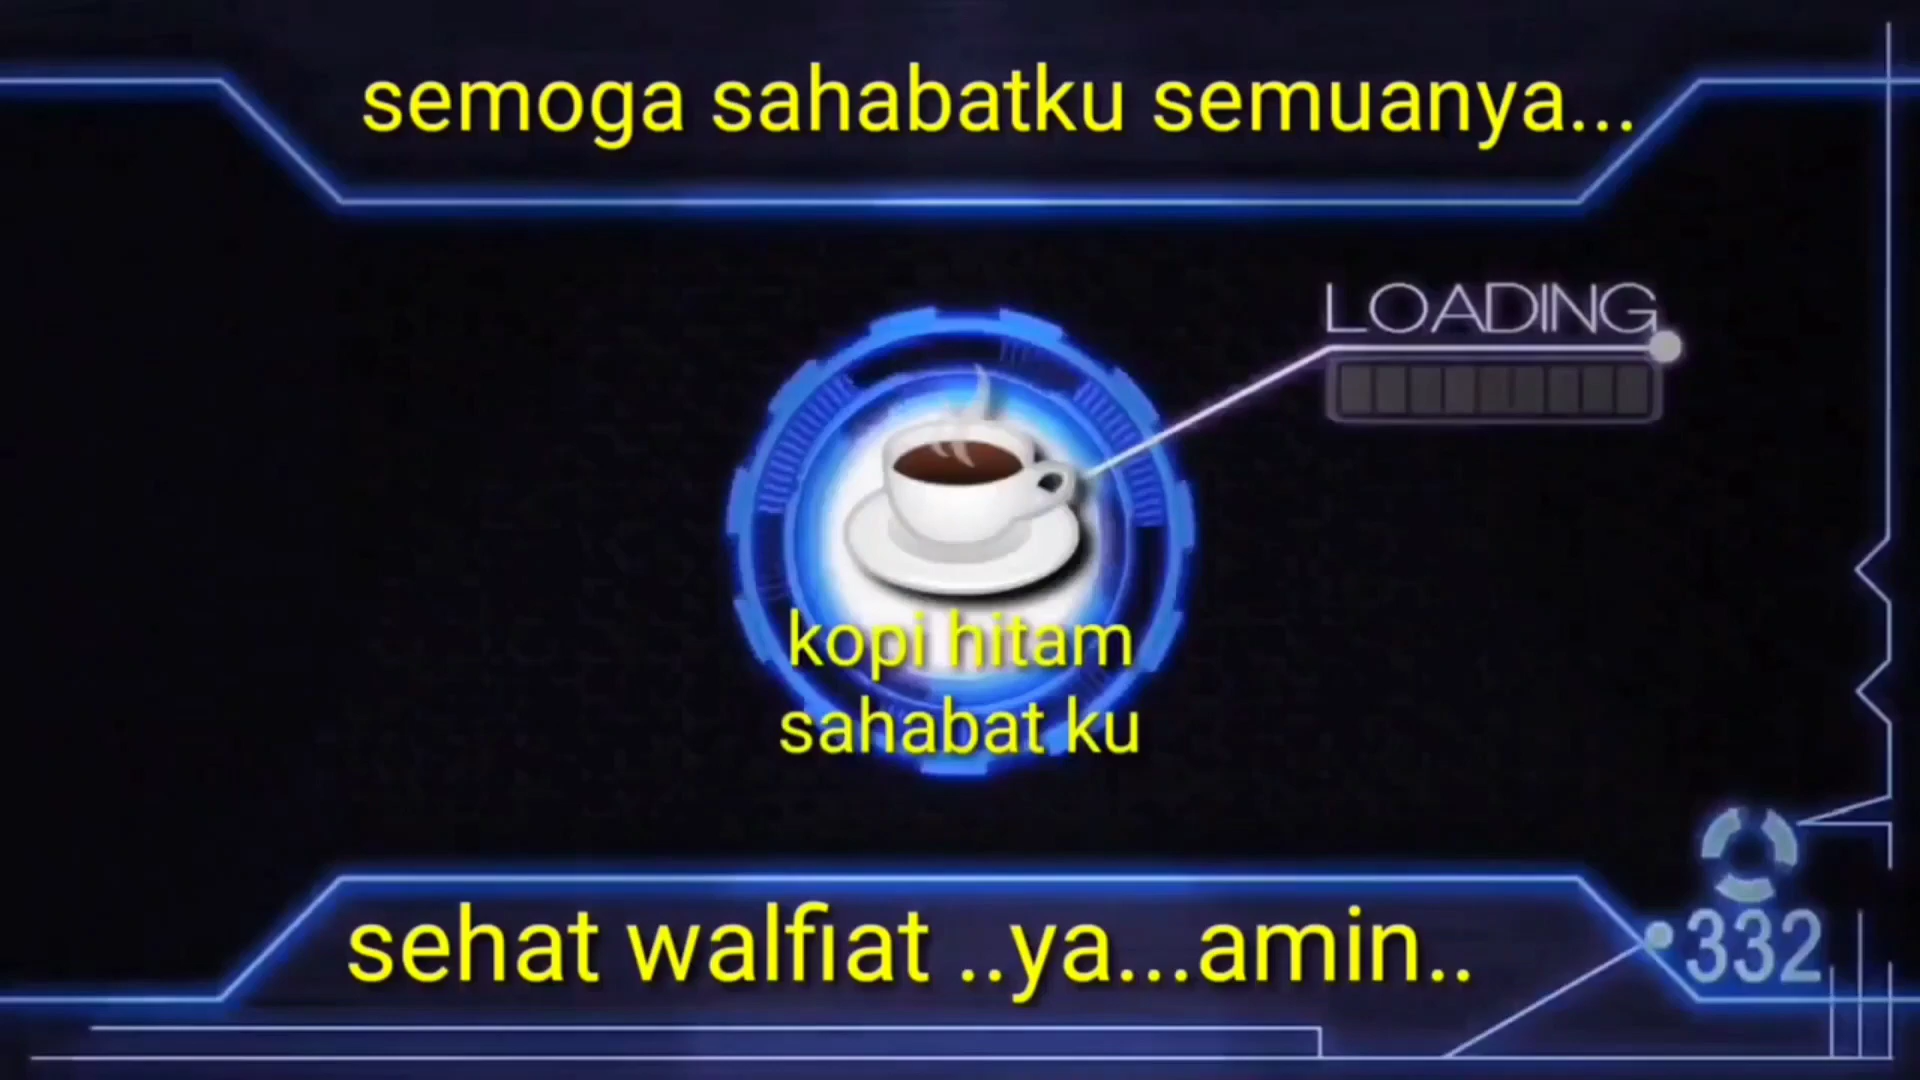 semoga sahabatku semuanya...
LOADING
kopi hitam
sahabat ku
sehat walfiat ..ya...amin..
332